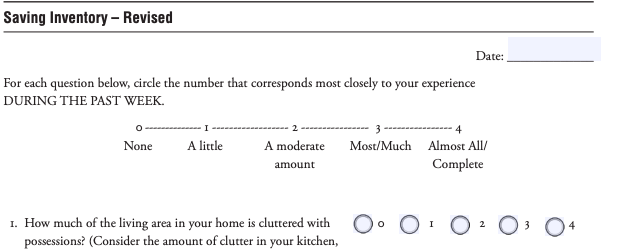 Saving Inventory – Revised
Date:
For each question below, circle the number that corresponds most closely to your experience
DURING THE PAST WEEK.
0 -------------- 1 ------------------- 2 ----------------- 3 ----------------- 4
None A little A moderate Most/Much Almost All/
amount Complete
1. How much of the living area in your home is cluttered with 0 1 2 3 4
possessions? (Consider the amount of clutter in your kitchen,